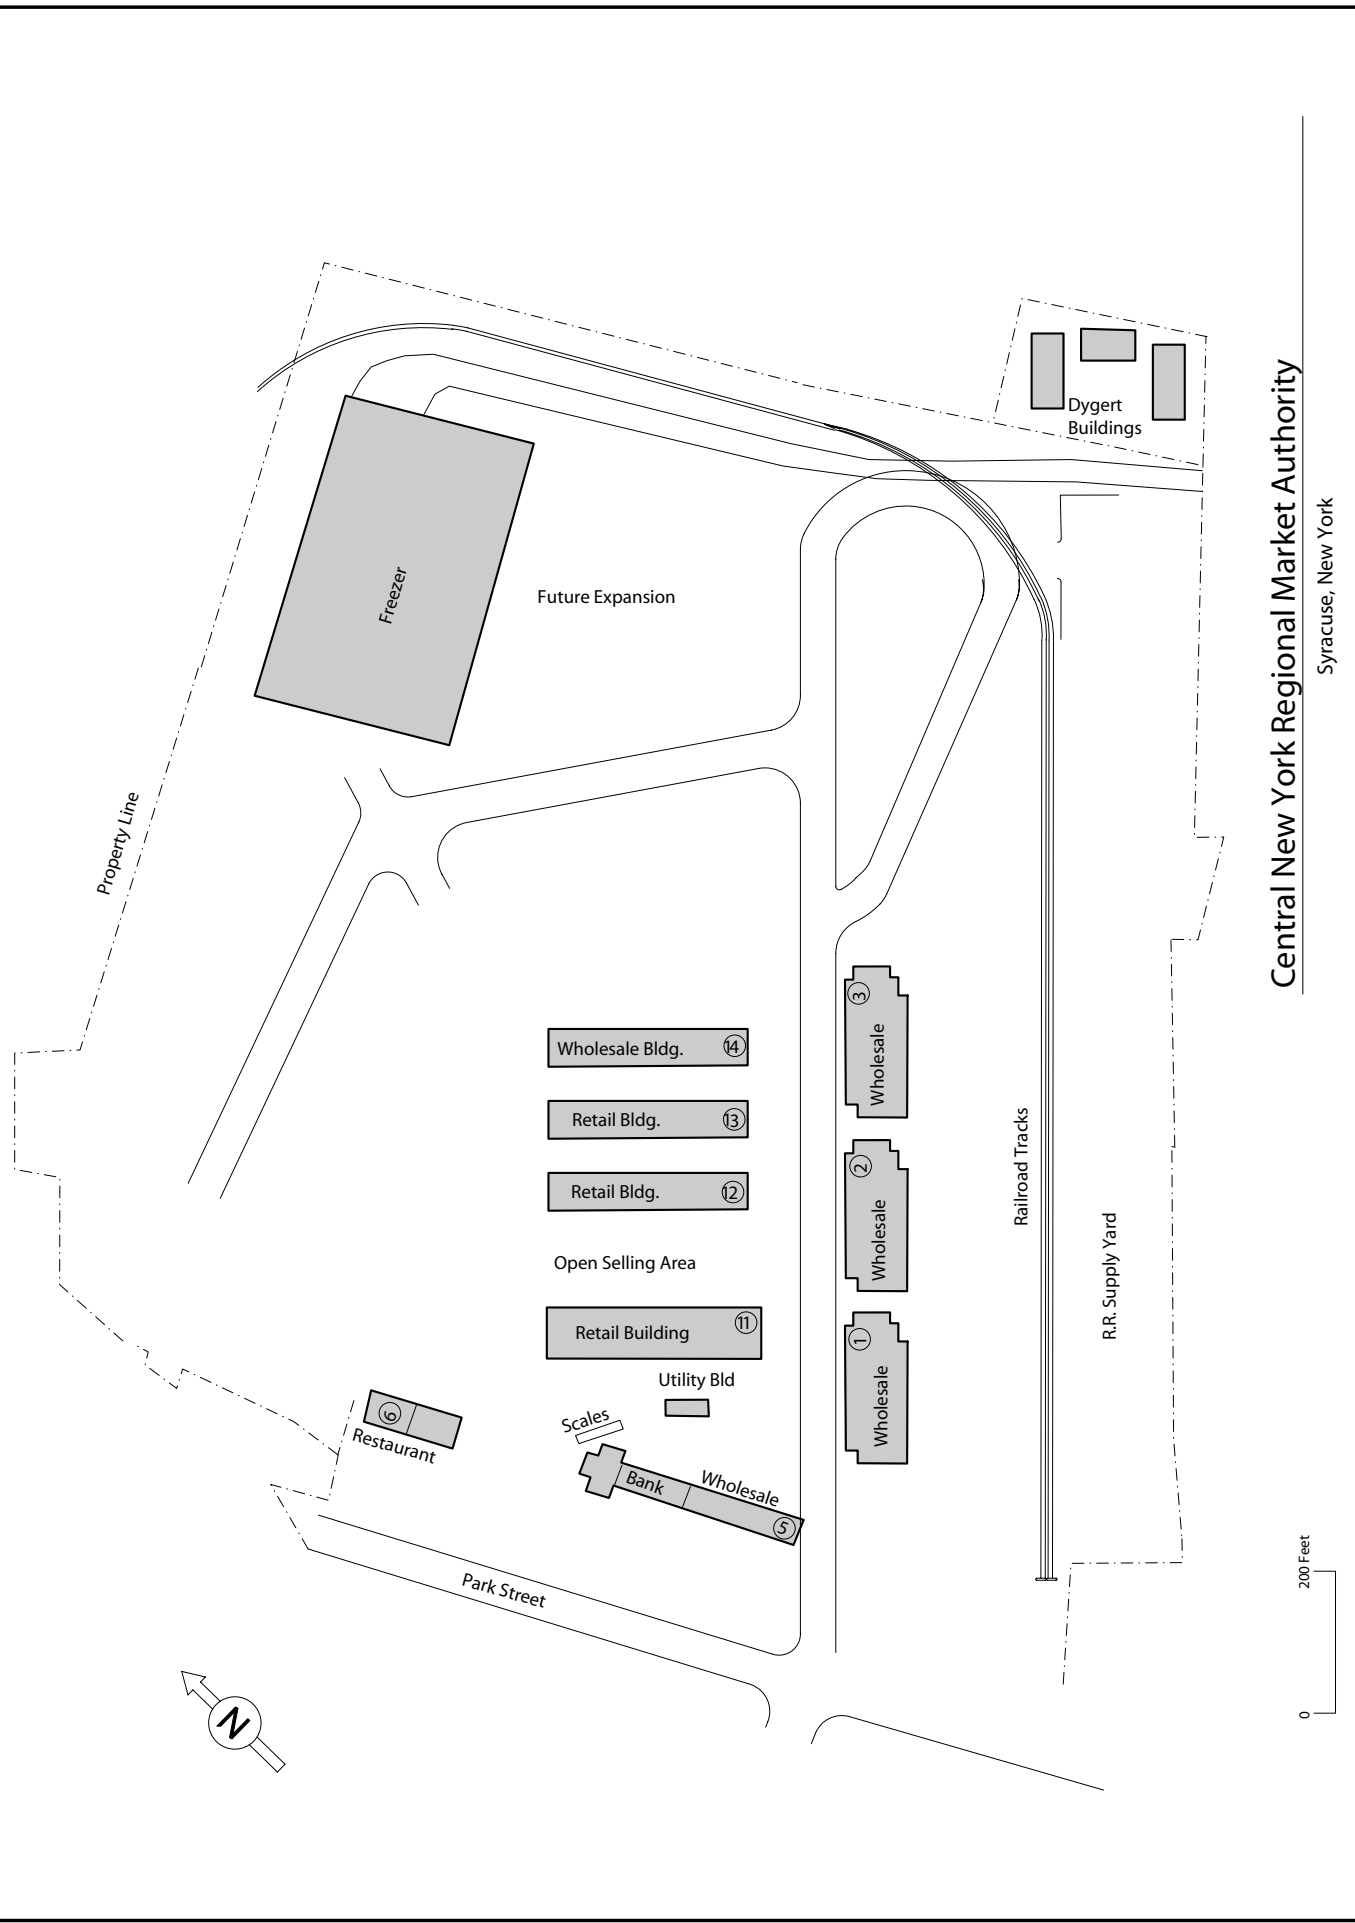 Central New York Regional Market Authority
Syracuse, New York
Dygert
Buildings
Freezer
Future Expansion
Property Line
3
Wholesale
Wholesale Bldg. 14
Retail Bldg. 13
Retail Bldg. 12
2
Wholesale
Railroad Tracks
R.R. Supply Yard
Open Selling Area
Retail Building 11
1
Wholesale
Utility Bld
Scales
6
Restaurant
Bank
Wholesale
5
Park Street
N
0 200 Feet